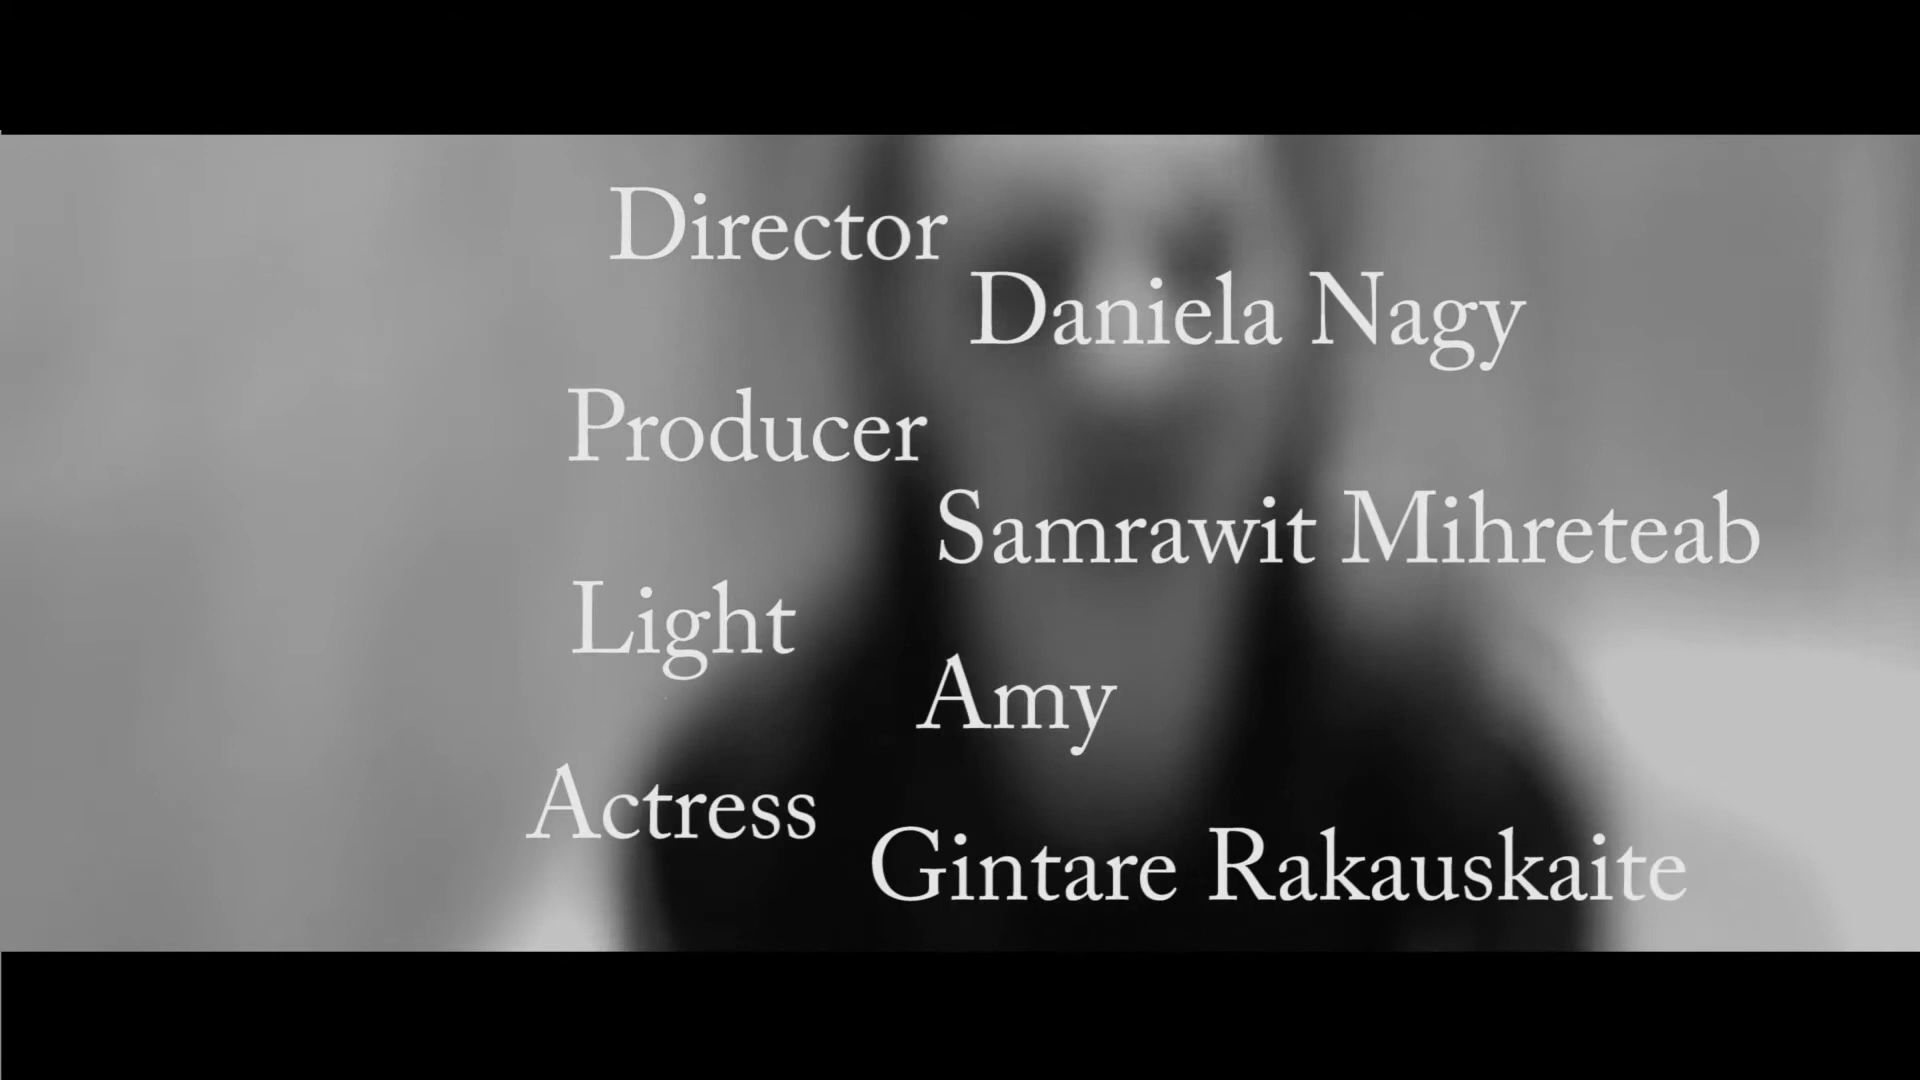 Director
Daniela Nagy
Producer
Samrawit Mihreteab
Light
Amy
Actress
Gintare Rakauskaite